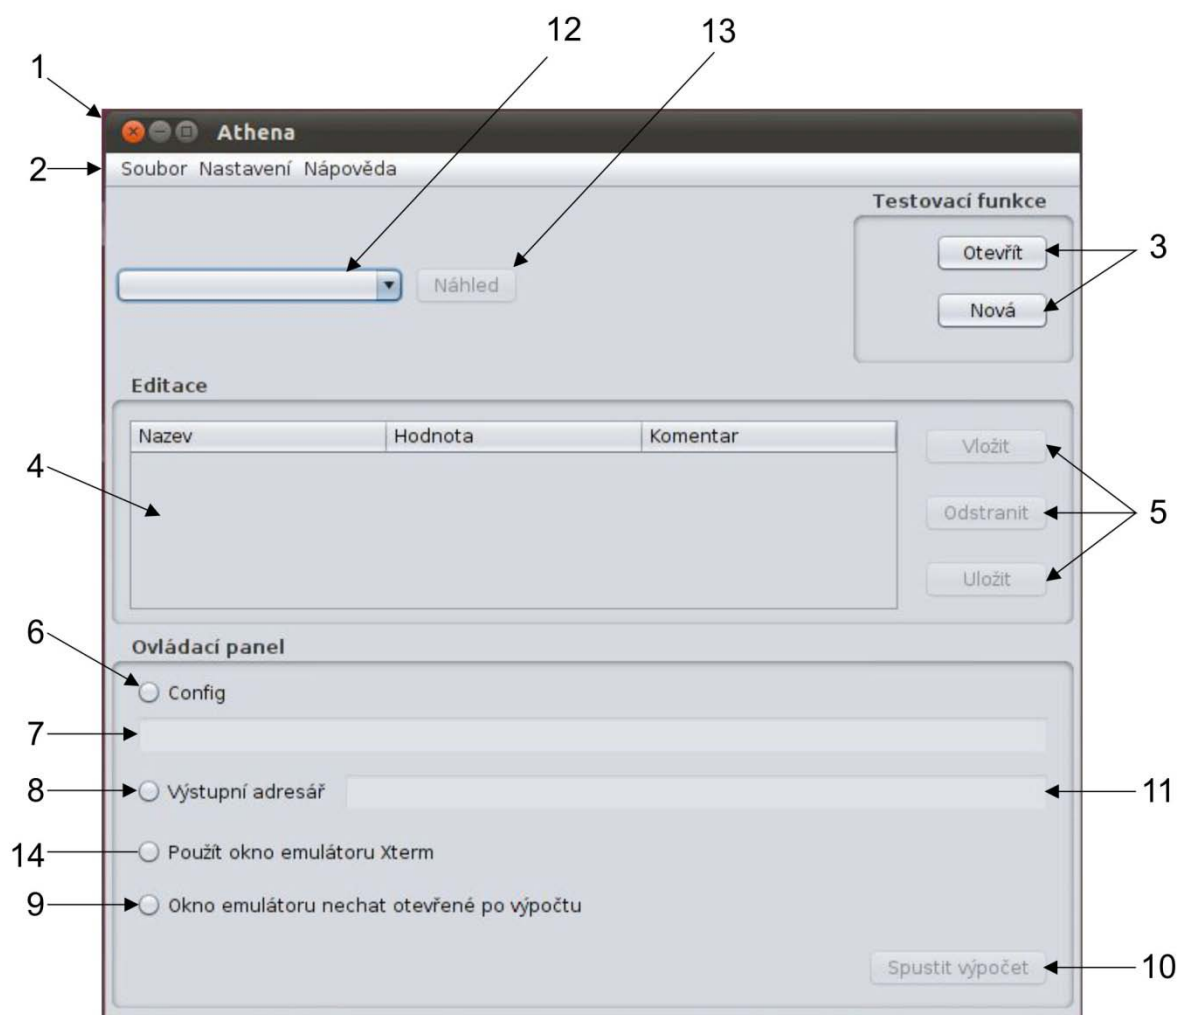 12 13
1
Athena
2 Soubor Nastavení Nápověda
Testovací funkce
Otevřít
3
Náhled
Nová
Editace
Nazev Hodnota Komentar
Vložit
4
Odstranit 5
Uložit
6 Ovládací panel
Config
7
8 Výstupní adresář 11
14 Použít okno emulátoru Xterm
9 Okno emulátoru nechat otevřené po výpočtu
Spustit výpočet 10